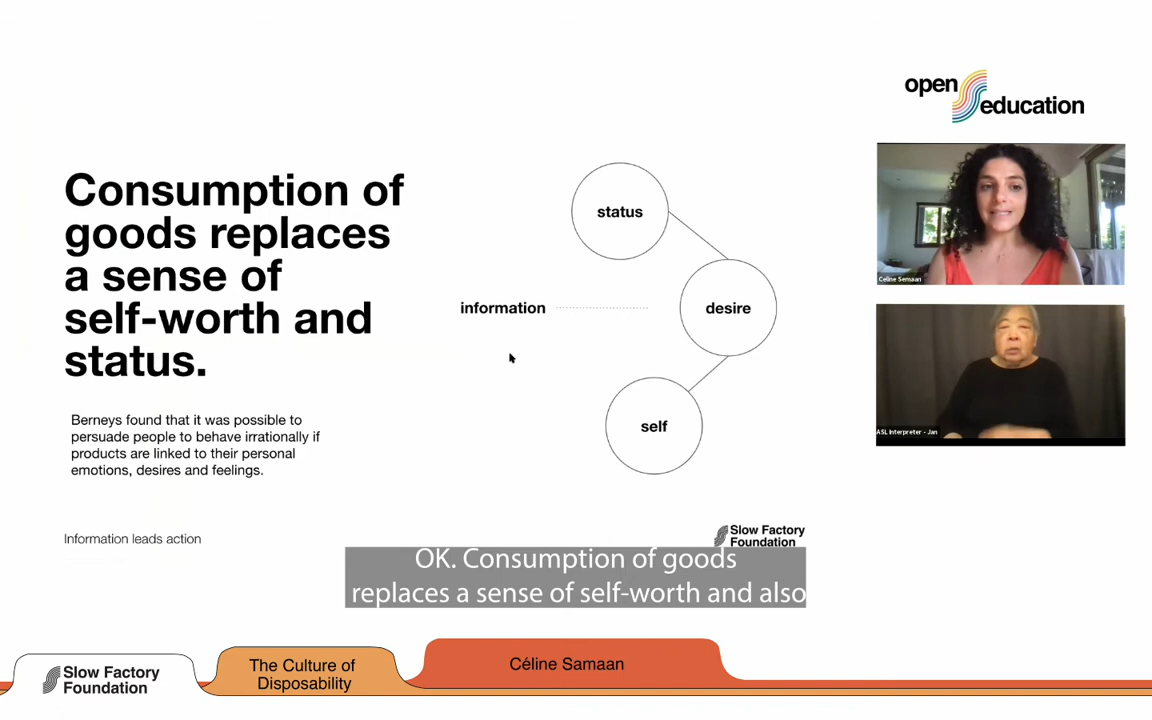 open
education
Consumption of
goods replaces
a sense of
self-worth and
status.
Berneys found that it was possible to
persuade people to behave irrationally if
products are linked to their personal
emotions, desires and feelings.
Information leads action
status
information
desire
self
Celine Semaan
ASL Interpreter - Jan
Slow Factory
Foundation
OK. Consumption of goods
replaces a sense of self-worth and also
Slow Factory
Foundation
The Culture of
Disposability
Céline Samaan